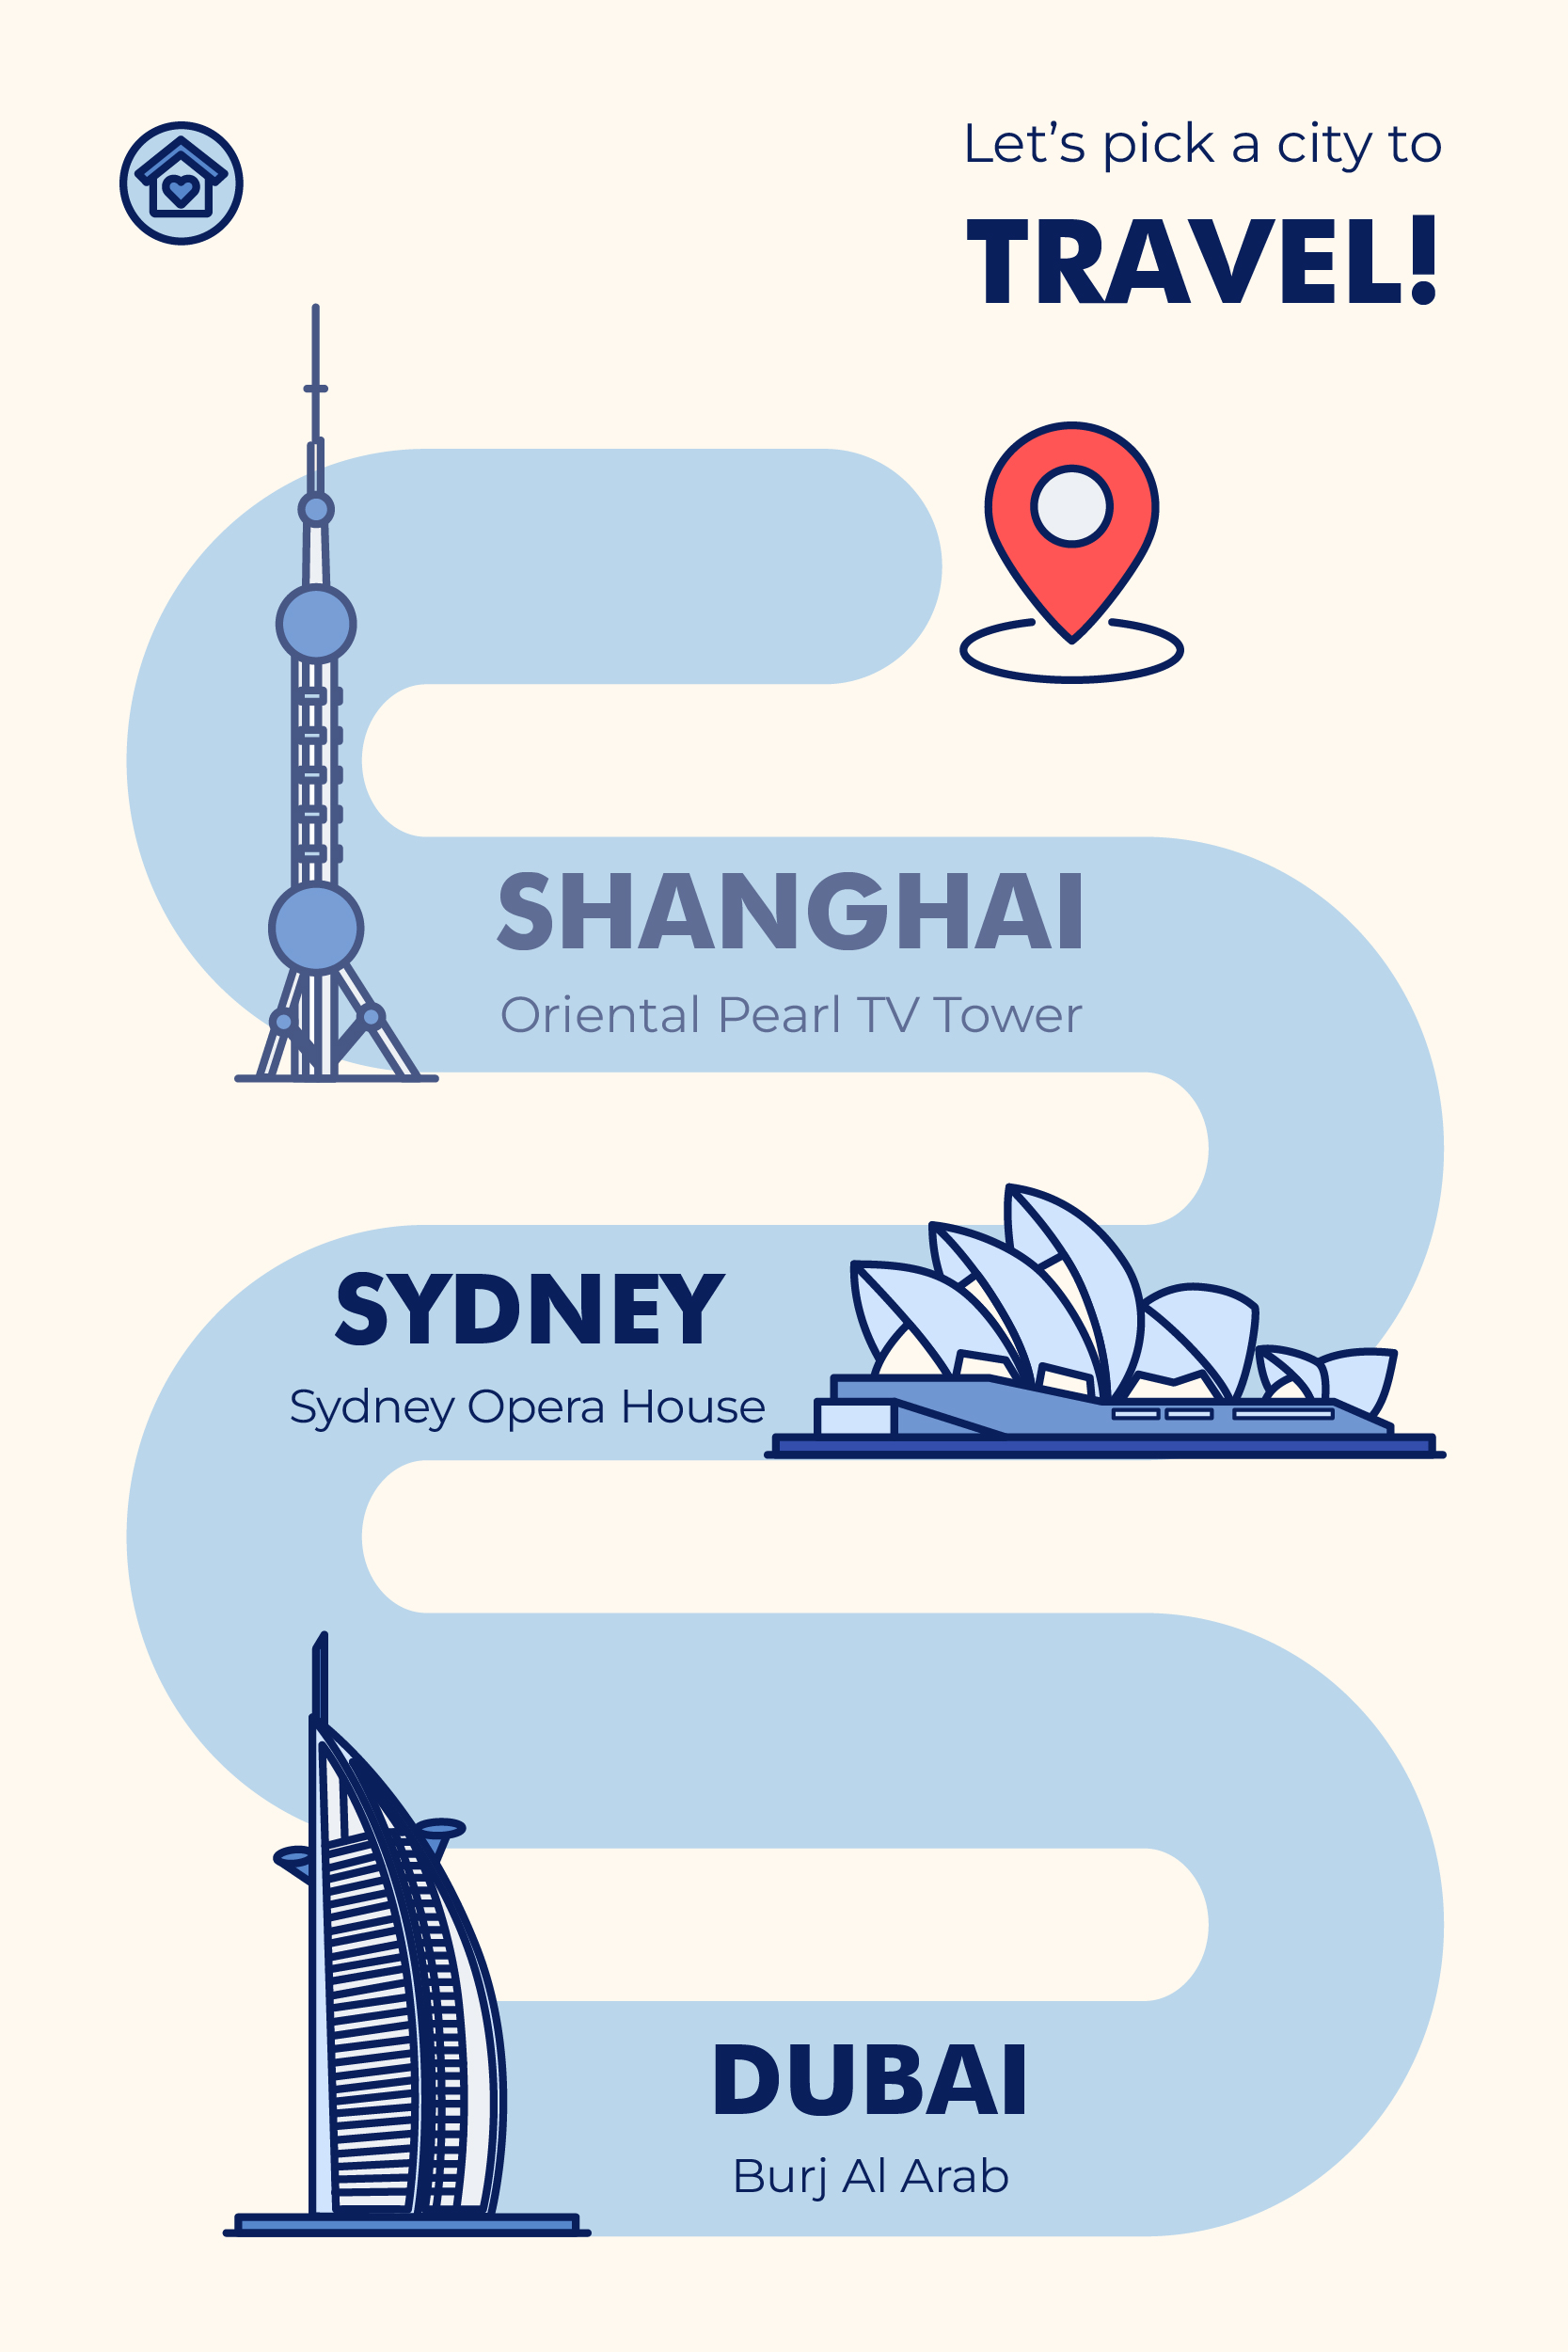 Let’s pick a city to
TRAVEL!
SHANGHAI
Oriental Pearl TV Tower
SYDNEY
Sydney Opera House
DUBAI
Burj Al Arab